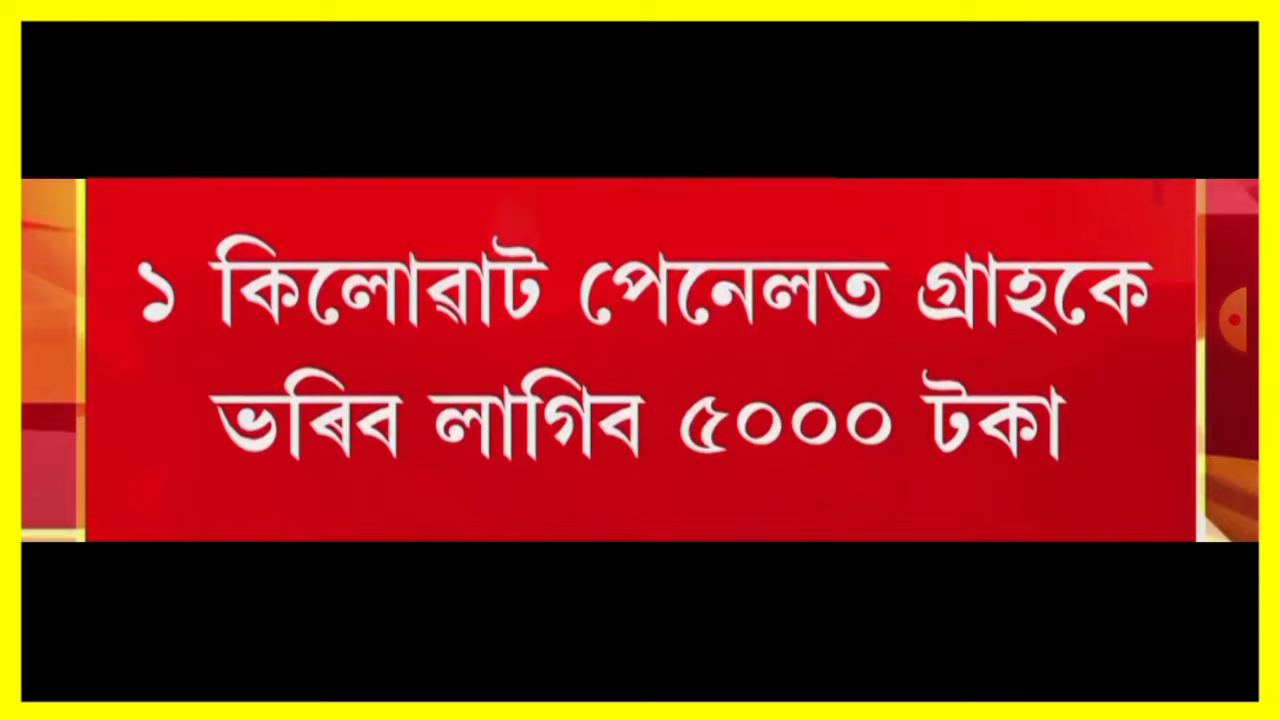 ১ কিলোৱাট পেনেলত গ্ৰাহকে
ভৰিব লাগিব ৫০০০ টকা